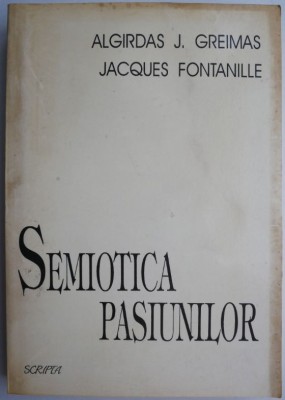 ALGIRDAS J. GREIMAS
JACQUES FONTANILLE
SEMIOTICA
PASIUNILOR
SCRIPTA